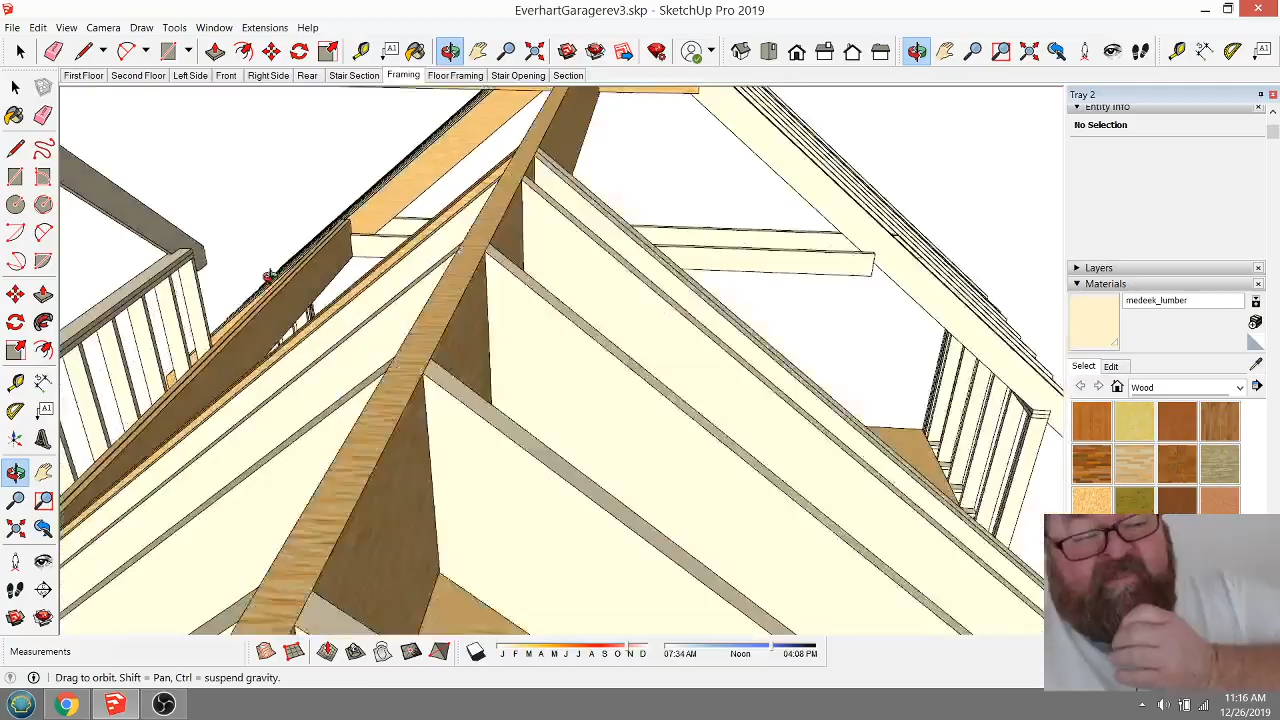 EverhartGaragerev3.skp - SketchUp Pro 2019
File Edit View Camera Draw Tools Window Extensions Help
First Floor Second Floor Left Side Front Right Side Rear Stair Section Framing Floor Framing Stair Opening Section
Tray 2
Entity Info
No Selection
Layers
Materials
medeek_lumber
Select Edit
Wood
Measurements
J F M A M J J A S O N D
07:34 AM Noon 04:08 PM
Drag to orbit. Shift = Pan, Ctrl = suspend gravity.
11:16 AM
12/26/2019